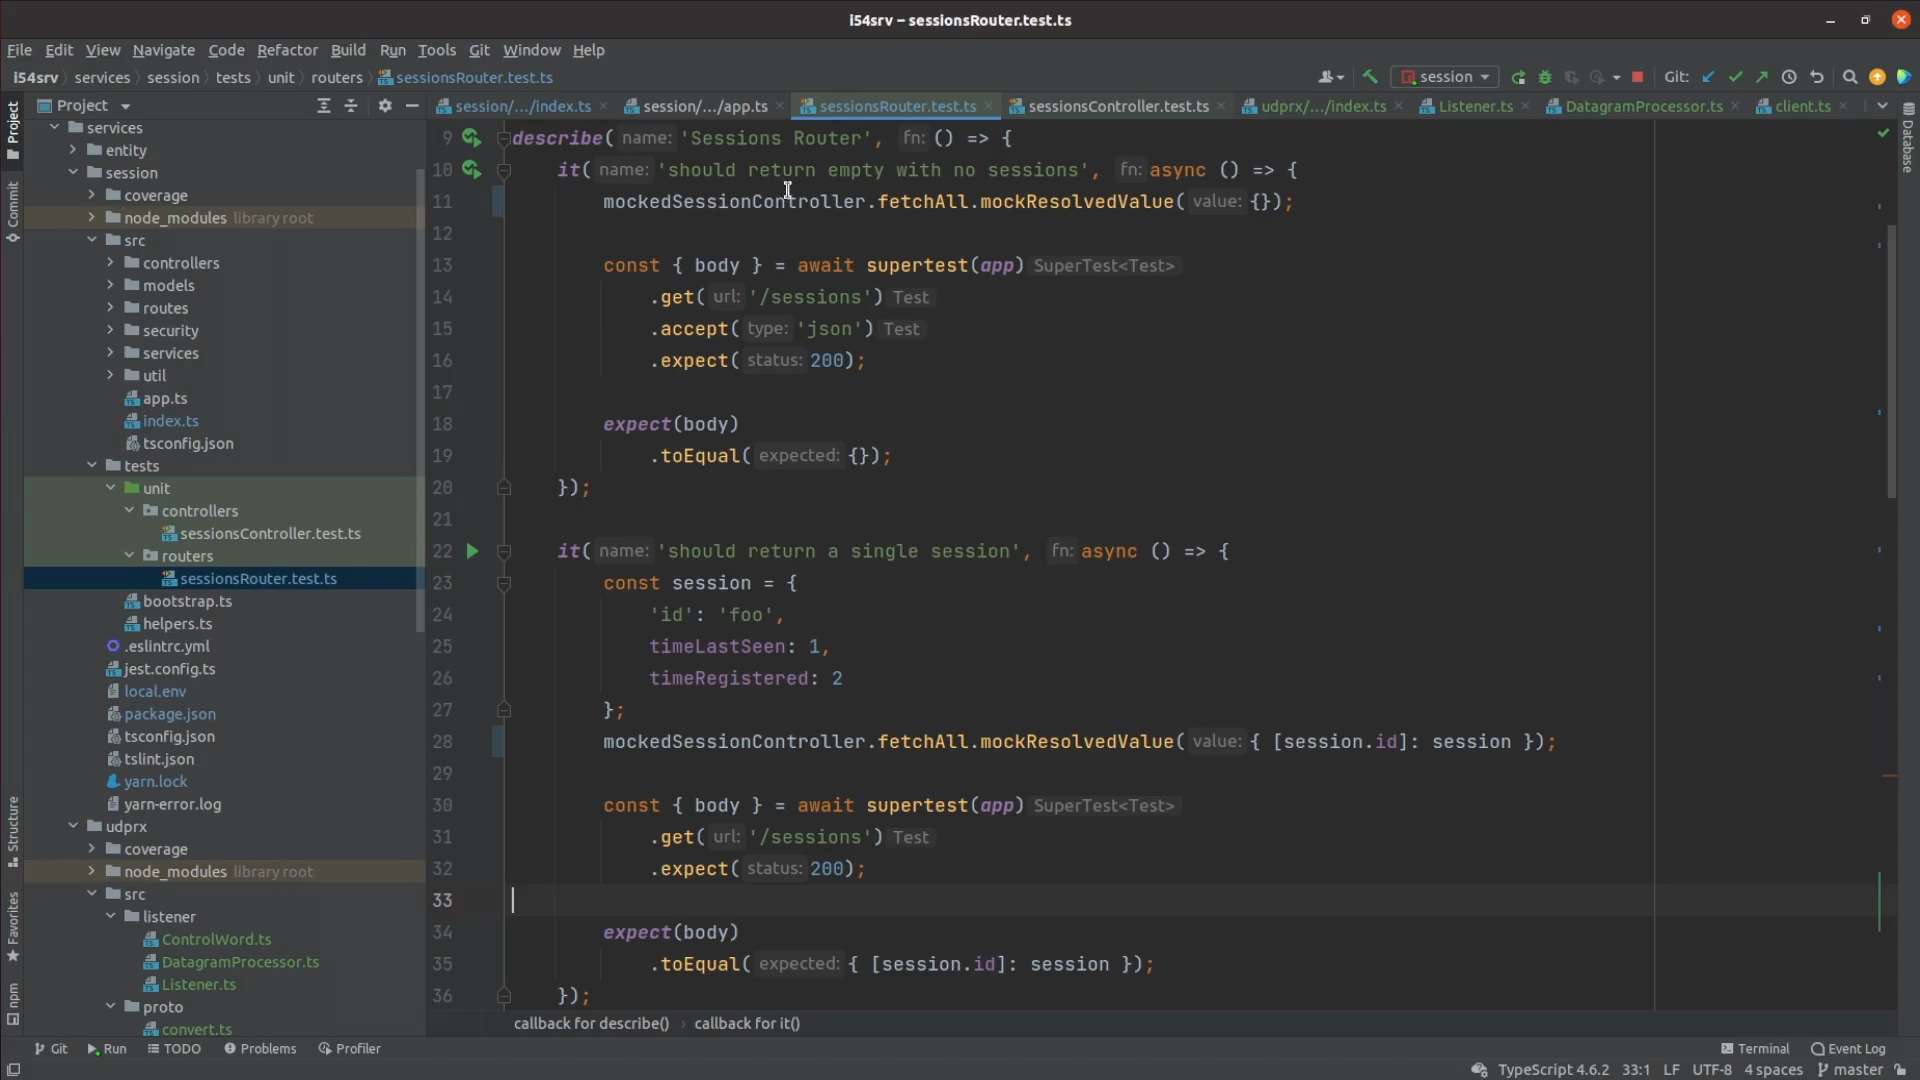 i54srv – sessionsRouter.test.ts
File Edit View Navigate Code Refactor Build Run Tools Git Window Help
i54srv services session tests unit routers sessionsRouter.test.ts
session
Git:
Project
session/.../index.ts
session/.../app.ts
sessionsRouter.test.ts
sessionsController.test.ts
udprx/.../index.ts
Listener.ts
DatagramProcessor.ts
client.ts
Project
Commit
Structure
Favorites
npm
Database
services
entity
session
coverage
node_modules library root
src
controllers
models
routes
security
services
util
app.ts
index.ts
tsconfig.json
tests
unit
controllers
sessionsController.test.ts
routers
sessionsRouter.test.ts
bootstrap.ts
helpers.ts
.eslintrc.yml
jest.config.ts
local.env
package.json
tsconfig.json
tslint.json
yarn.lock
yarn-error.log
udprx
coverage
node_modules library root
src
listener
ControlWord.ts
DatagramProcessor.ts
Listener.ts
proto
convert.ts
9 describe( name: 'Sessions Router', fn: () => {
10 it( name: 'should return empty with no sessions', fn: async () => {
11 mockedSessionController.fetchAll.mockResolvedValue( value: {});
12
13 const { body } = await supertest(app) SuperTest<Test>
14 .get( url: '/sessions') Test
15 .accept( type: 'json') Test
16 .expect( status: 200);
17
18 expect(body)
19 .toEqual( expected: {});
20 });
21
22 it( name: 'should return a single session', fn: async () => {
23 const session = {
24 'id': 'foo',
25 timeLastSeen: 1,
26 timeRegistered: 2
27 };
28 mockedSessionController.fetchAll.mockResolvedValue( value: { [session.id]: session });
29
30 const { body } = await supertest(app) SuperTest<Test>
31 .get( url: '/sessions') Test
32 .expect( status: 200);
33
34 expect(body)
35 .toEqual( expected: { [session.id]: session });
36 });
callback for describe() callback for it()
Git Run TODO Problems Profiler
Terminal Event Log
TypeScript 4.6.2 33:1 LF UTF-8 4 spaces master